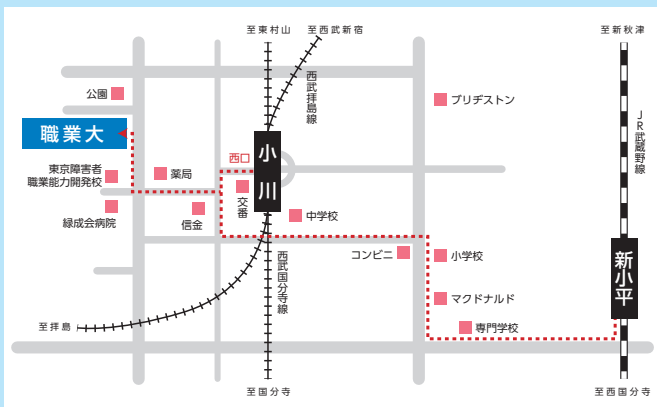 至東村山
至西武新宿
至新秋津
西武拝島線
公園
ブリヂストン
JR武蔵野線
職業大
西口
小川
東京障害者
職業能力開発校
薬局
交番
中学校
緑成会病院
信金
コンビニ
小学校
西武国分寺線
新小平
マクドナルド
至拝島
専門学校
至国分寺
至西国分寺